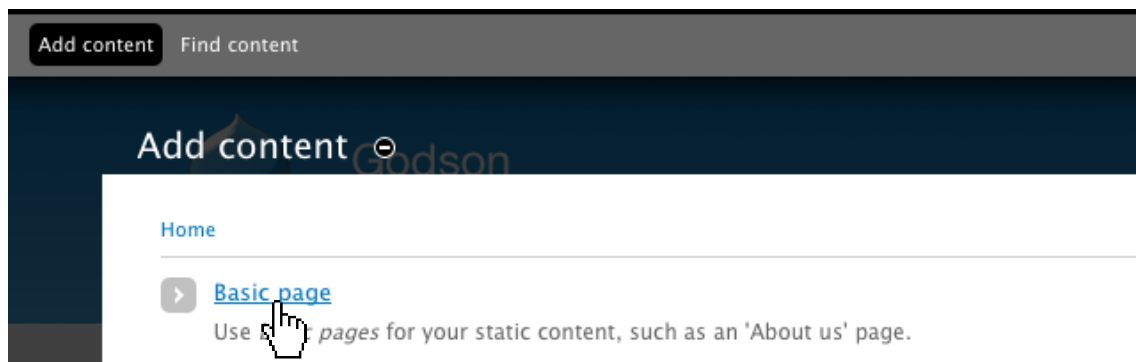 Add content Find content
Add content
Godson
Home
Basic page
Use pages for your static content, such as an 'About us' page.